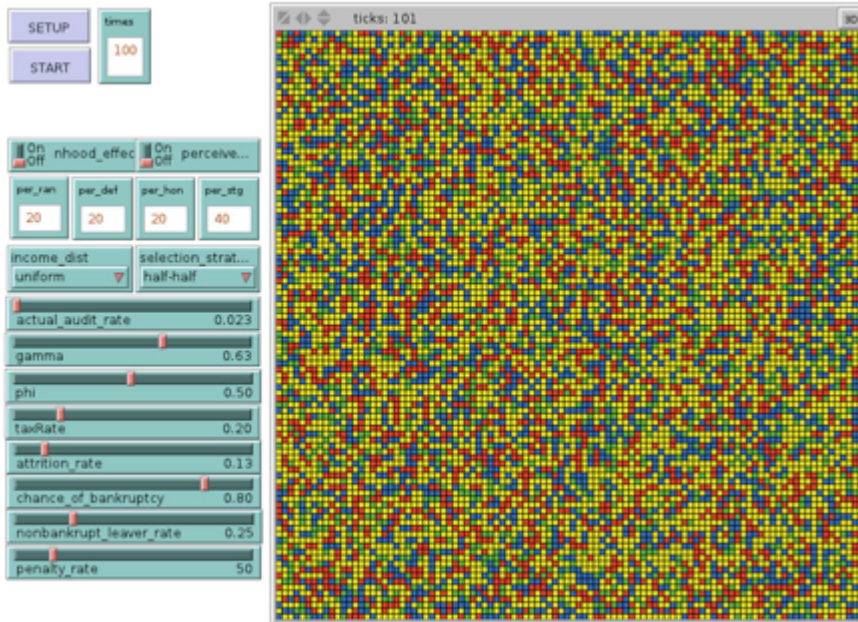 SETUP
times
100
START
ticks: 101
3D
On
Off
nhood_effec
On
Off
perceive...
per_ran
20
per_def
20
per_hon
20
per_stg
40
income_dist
uniform
selection_strat...
half-half
actual_audit_rate 0.023
gamma 0.63
phi 0.50
taxRate 0.20
attrition_rate 0.13
chance_of_bankruptcy 0.80
nonbankrupt_leaver_rate 0.25
penalty_rate 50